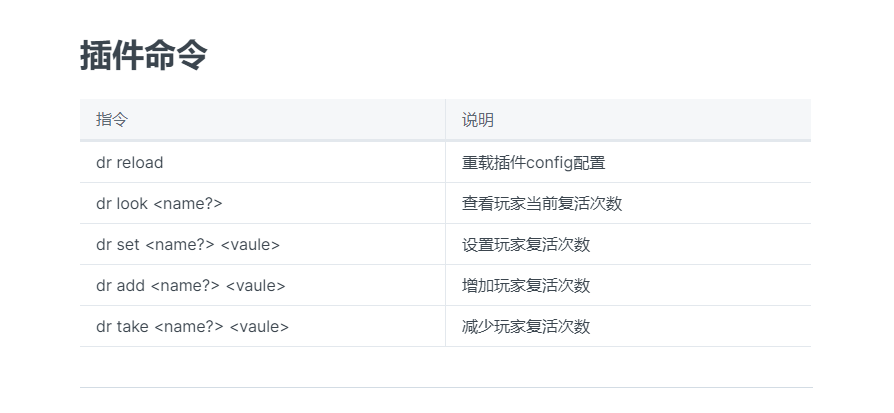 插件命令
指令 说明
dr reload 重载插件config配置
dr look <name?> 查看玩家当前复活次数
dr set <name?> <vaule> 设置玩家复活次数
dr add <name?> <vaule> 增加玩家复活次数
dr take <name?> <vaule> 减少玩家复活次数